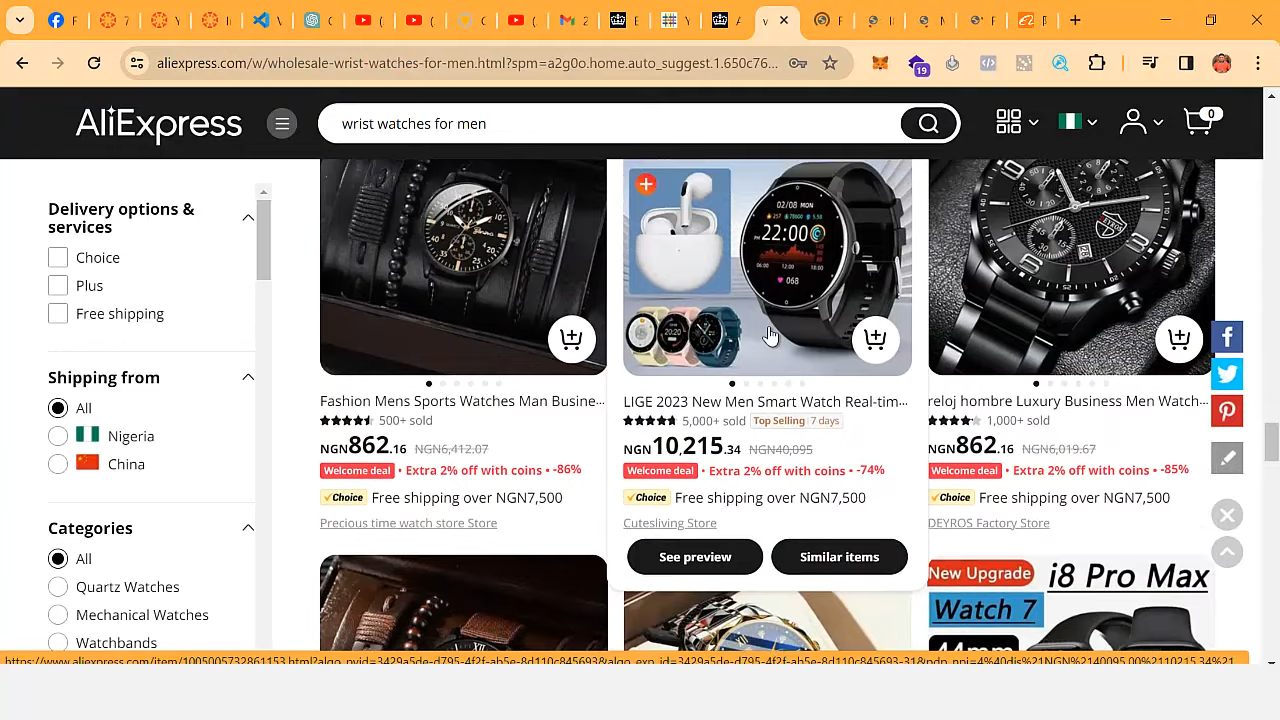 aliexpress.com/w/wholesale-wrist-watches-for-men.html?spm=a2g0o.home.auto_suggest.1.650c76...
19
AliExpress
wrist watches for men
0
Delivery options &
services
Choice
Plus
Free shipping
Shipping from
All
Nigeria
China
Categories
All
Quartz Watches
Mechanical Watches
Watchbands
Fashion Mens Sports Watches Man Busine...
500+ sold
NGN862.16 NGN6,412.07
Welcome deal • Extra 2% off with coins • -86%
Choice Free shipping over NGN7,500
Precious time watch store Store
02/08 MON
22:00
068
LIGE 2023 New Men Smart Watch Real-tim...
5,000+ sold Top Selling 7 days
NGN10,215.34 NGN40,095
Welcome deal • Extra 2% off with coins • -74%
Choice Free shipping over NGN7,500
Cutesliving Store
See preview
Similar items
reloj hombre Luxury Business Men Watch...
1,000+ sold
NGN862.16 NGN6,019.67
Welcome deal • Extra 2% off with coins • -85%
Choice Free shipping over NGN7,500
DEYROS Factory Store
New Upgrade i8 Pro Max
Watch 7
44mm